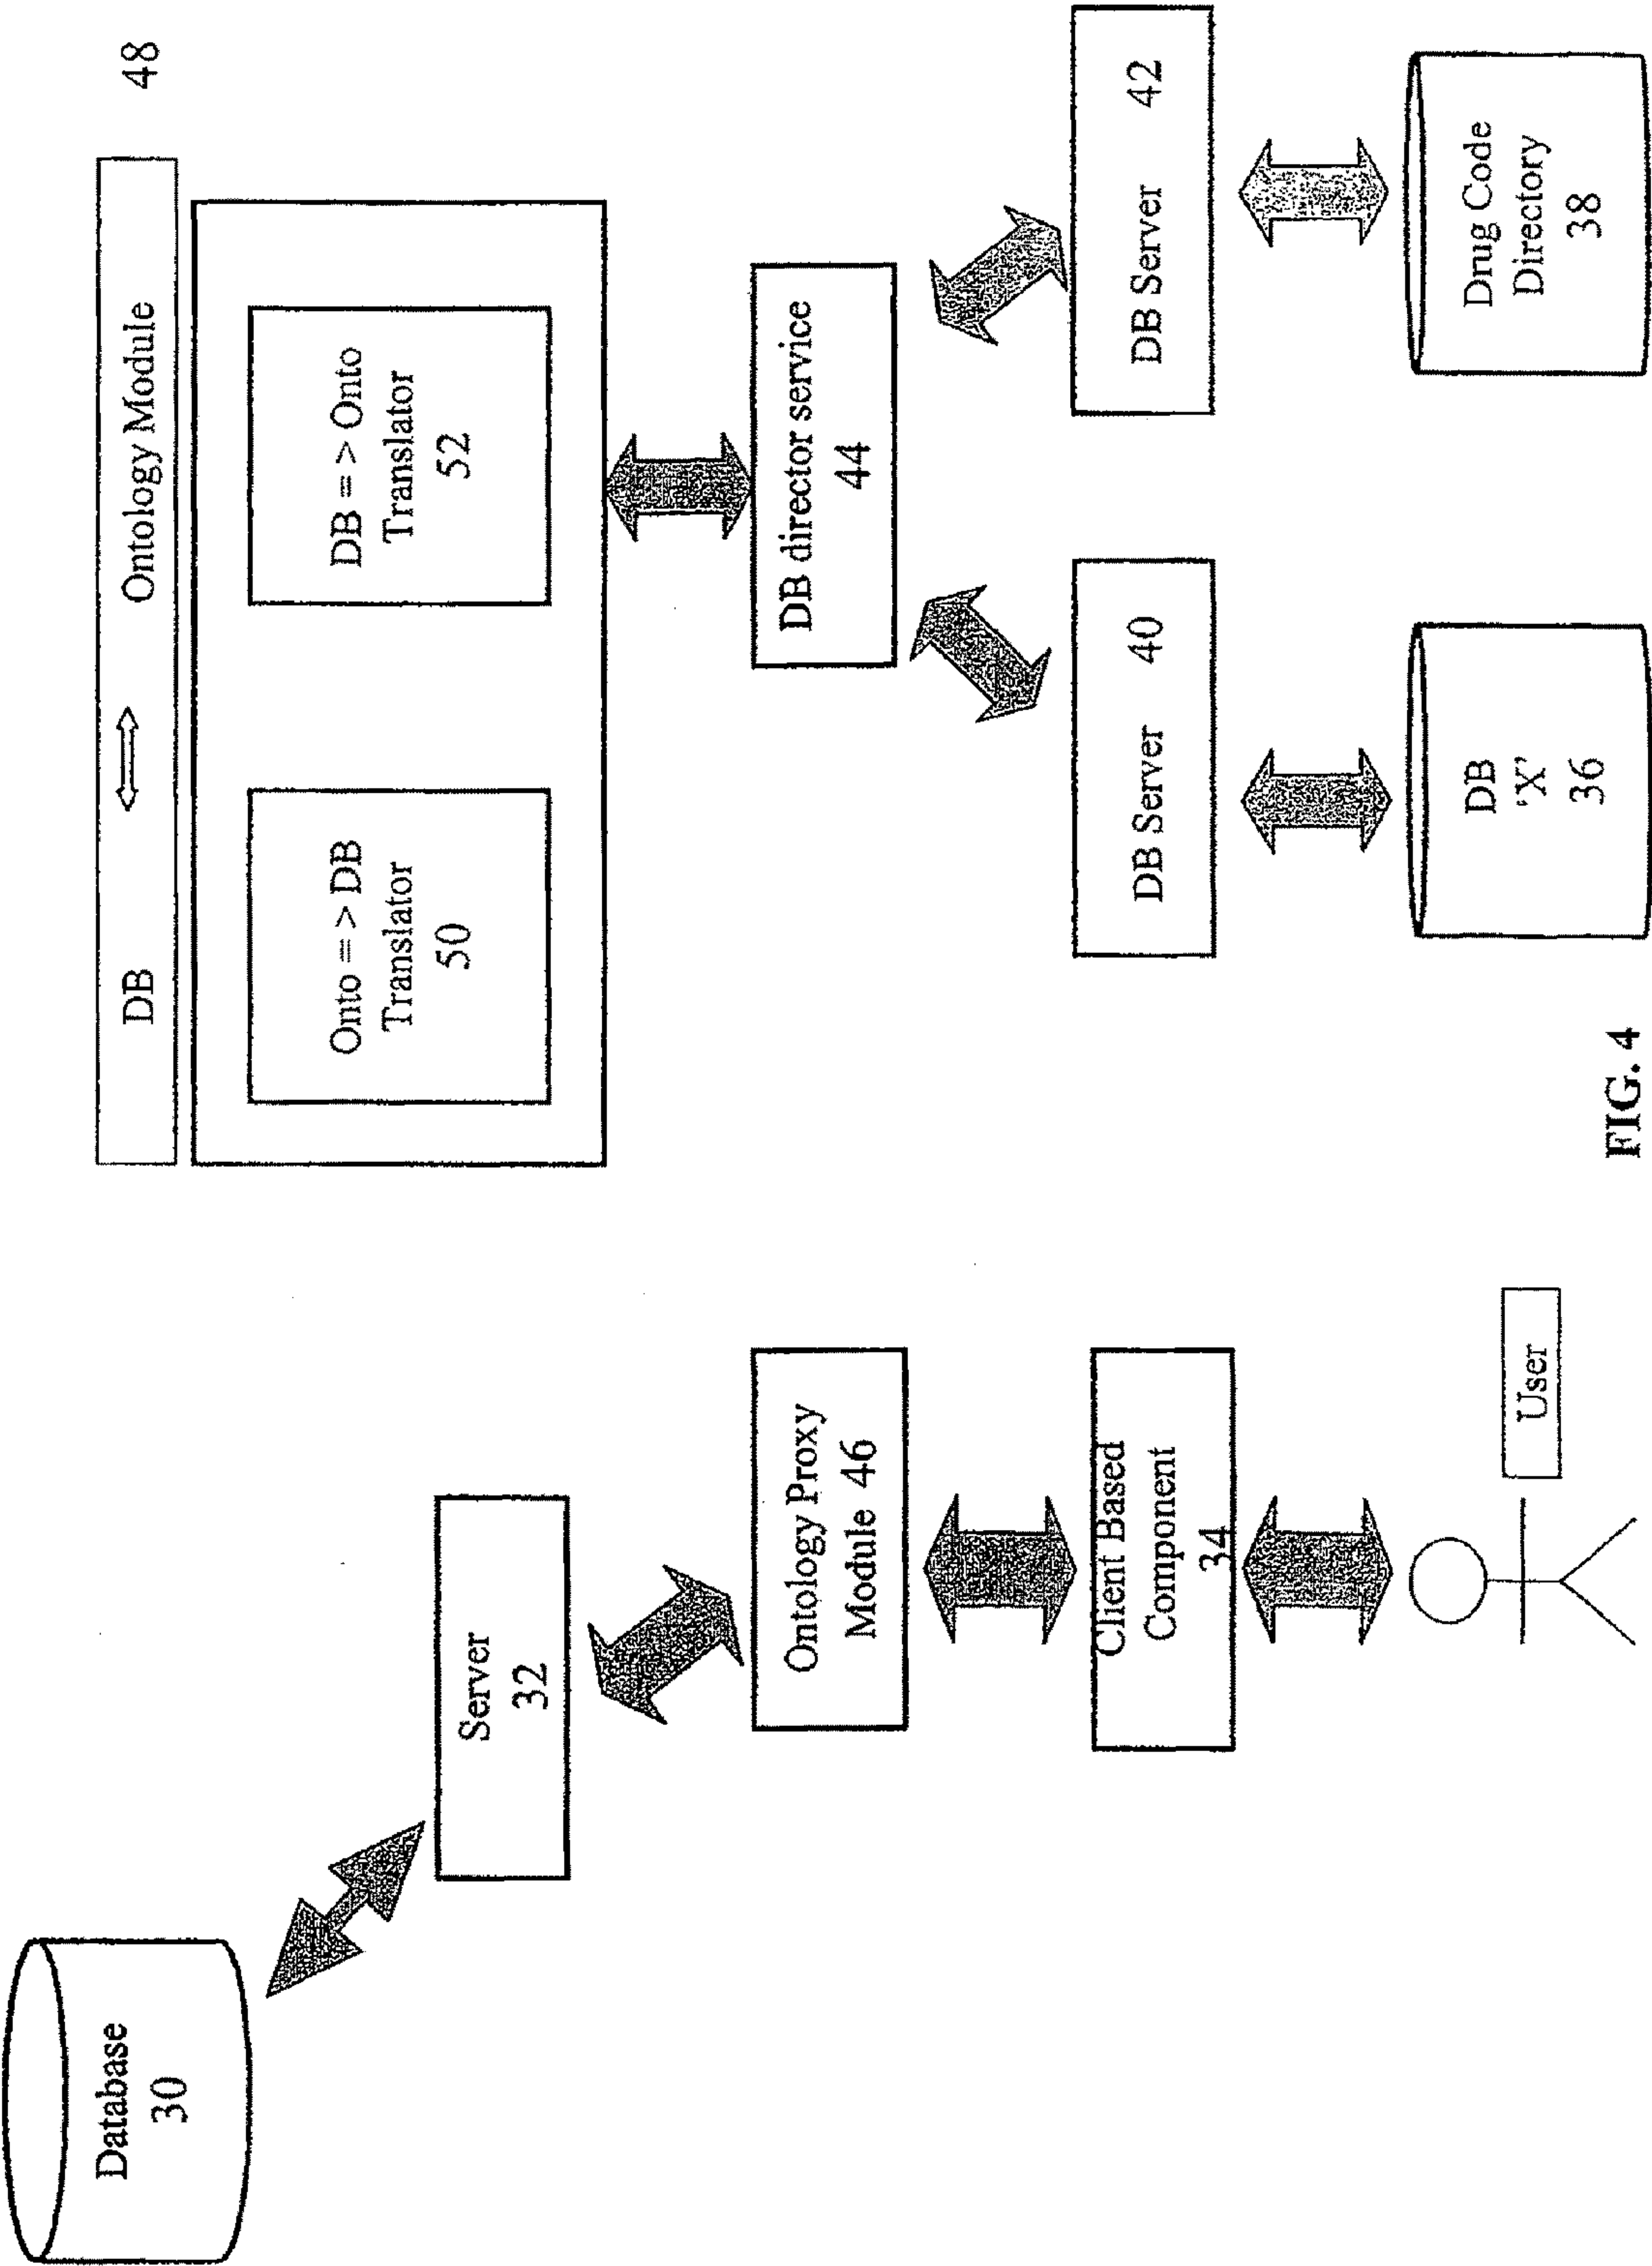 DB ⇔ Ontology Module 48
Database
30
Onto = > DB
Translator
50
DB = > Onto
Translator
52
Server
32
DB director service
44
Ontology Proxy
Module 46
DB Server 40
DB Server 42
Client Based
Component
34
User
DB
‘X’
36
Drug Code
Directory
38
FIG. 4